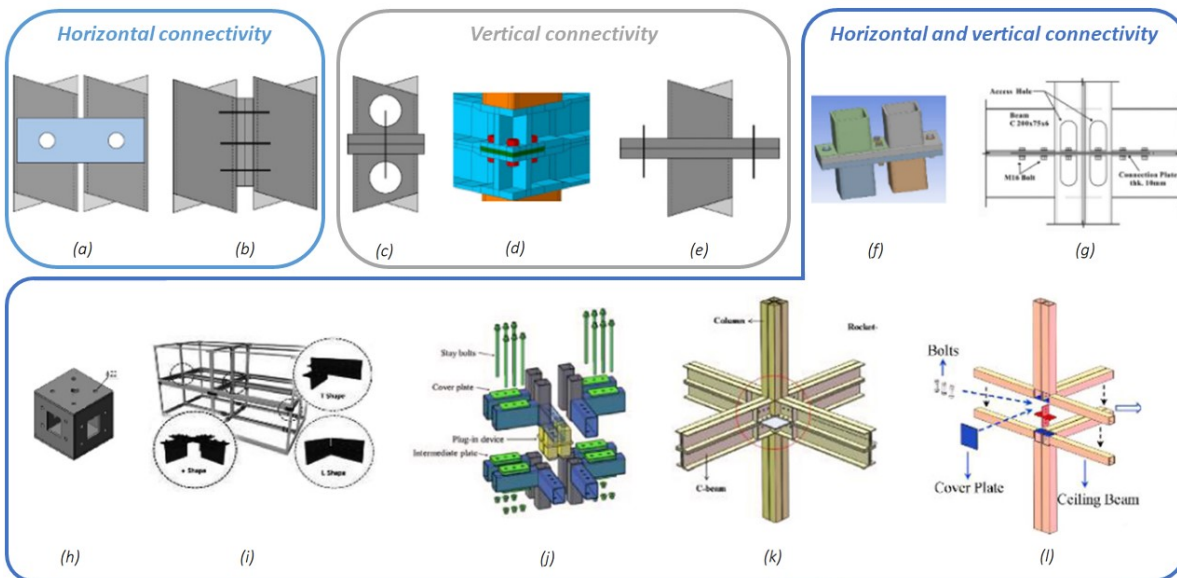 Horizontal connectivity
Vertical connectivity
Horizontal and vertical connectivity
Access Hole
Beam
C 200x75x6
M16 Bolt
Connection Plate
thk. 10mm
(a)
(b)
(c)
(d)
(e)
(f)
(g)
Stay bolts
Cover plate
Plug-in device
Intermediate plate
T Shape
+ Shape
L Shape
Column
Rocket-
C-beam
Bolts
Cover Plate
Ceiling Beam
(h)
(i)
(j)
(k)
(l)